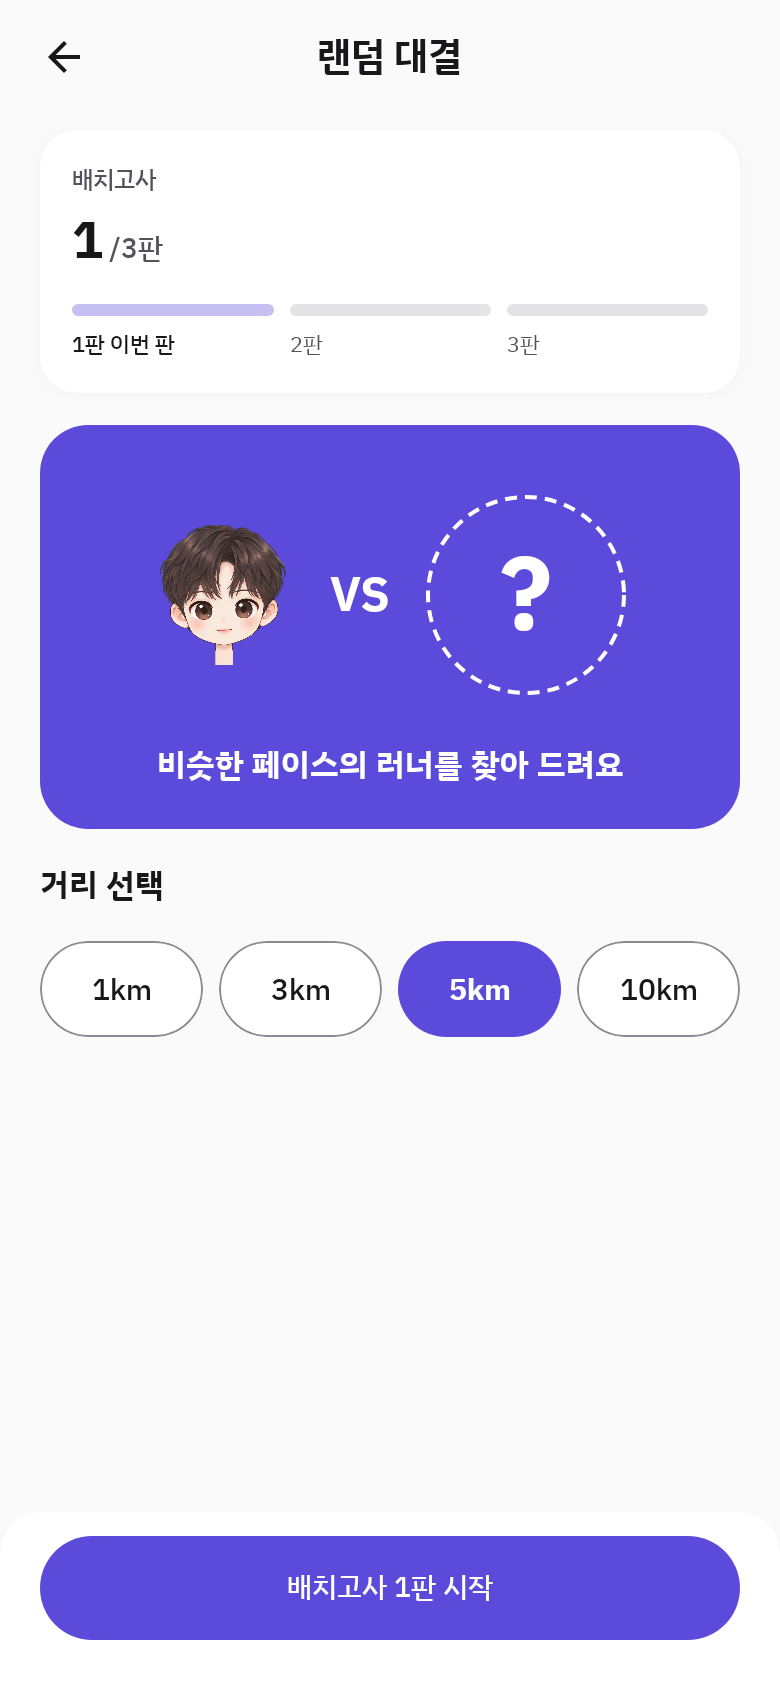 랜덤 대결
배치고사
1 /3판
1판 이번 판
2판
3판
VS
?
비슷한 페이스의 러너를 찾아 드려요
거리 선택
1km
3km
5km
10km
배치고사 1판 시작